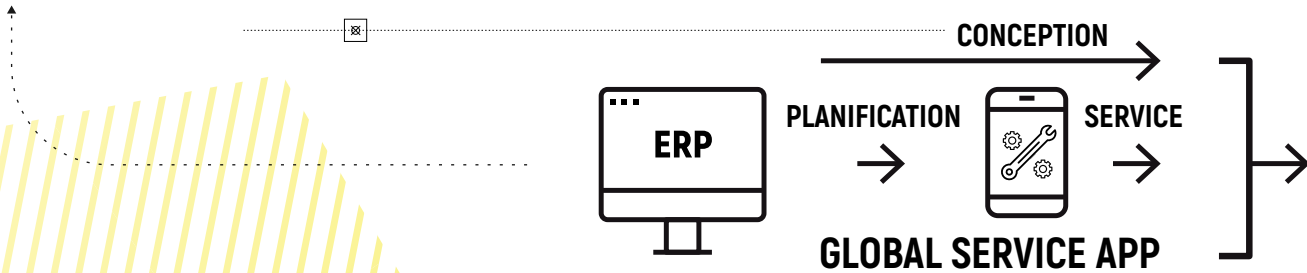 CONCEPTION
PLANIFICATION
SERVICE
ERP
GLOBAL SERVICE APP